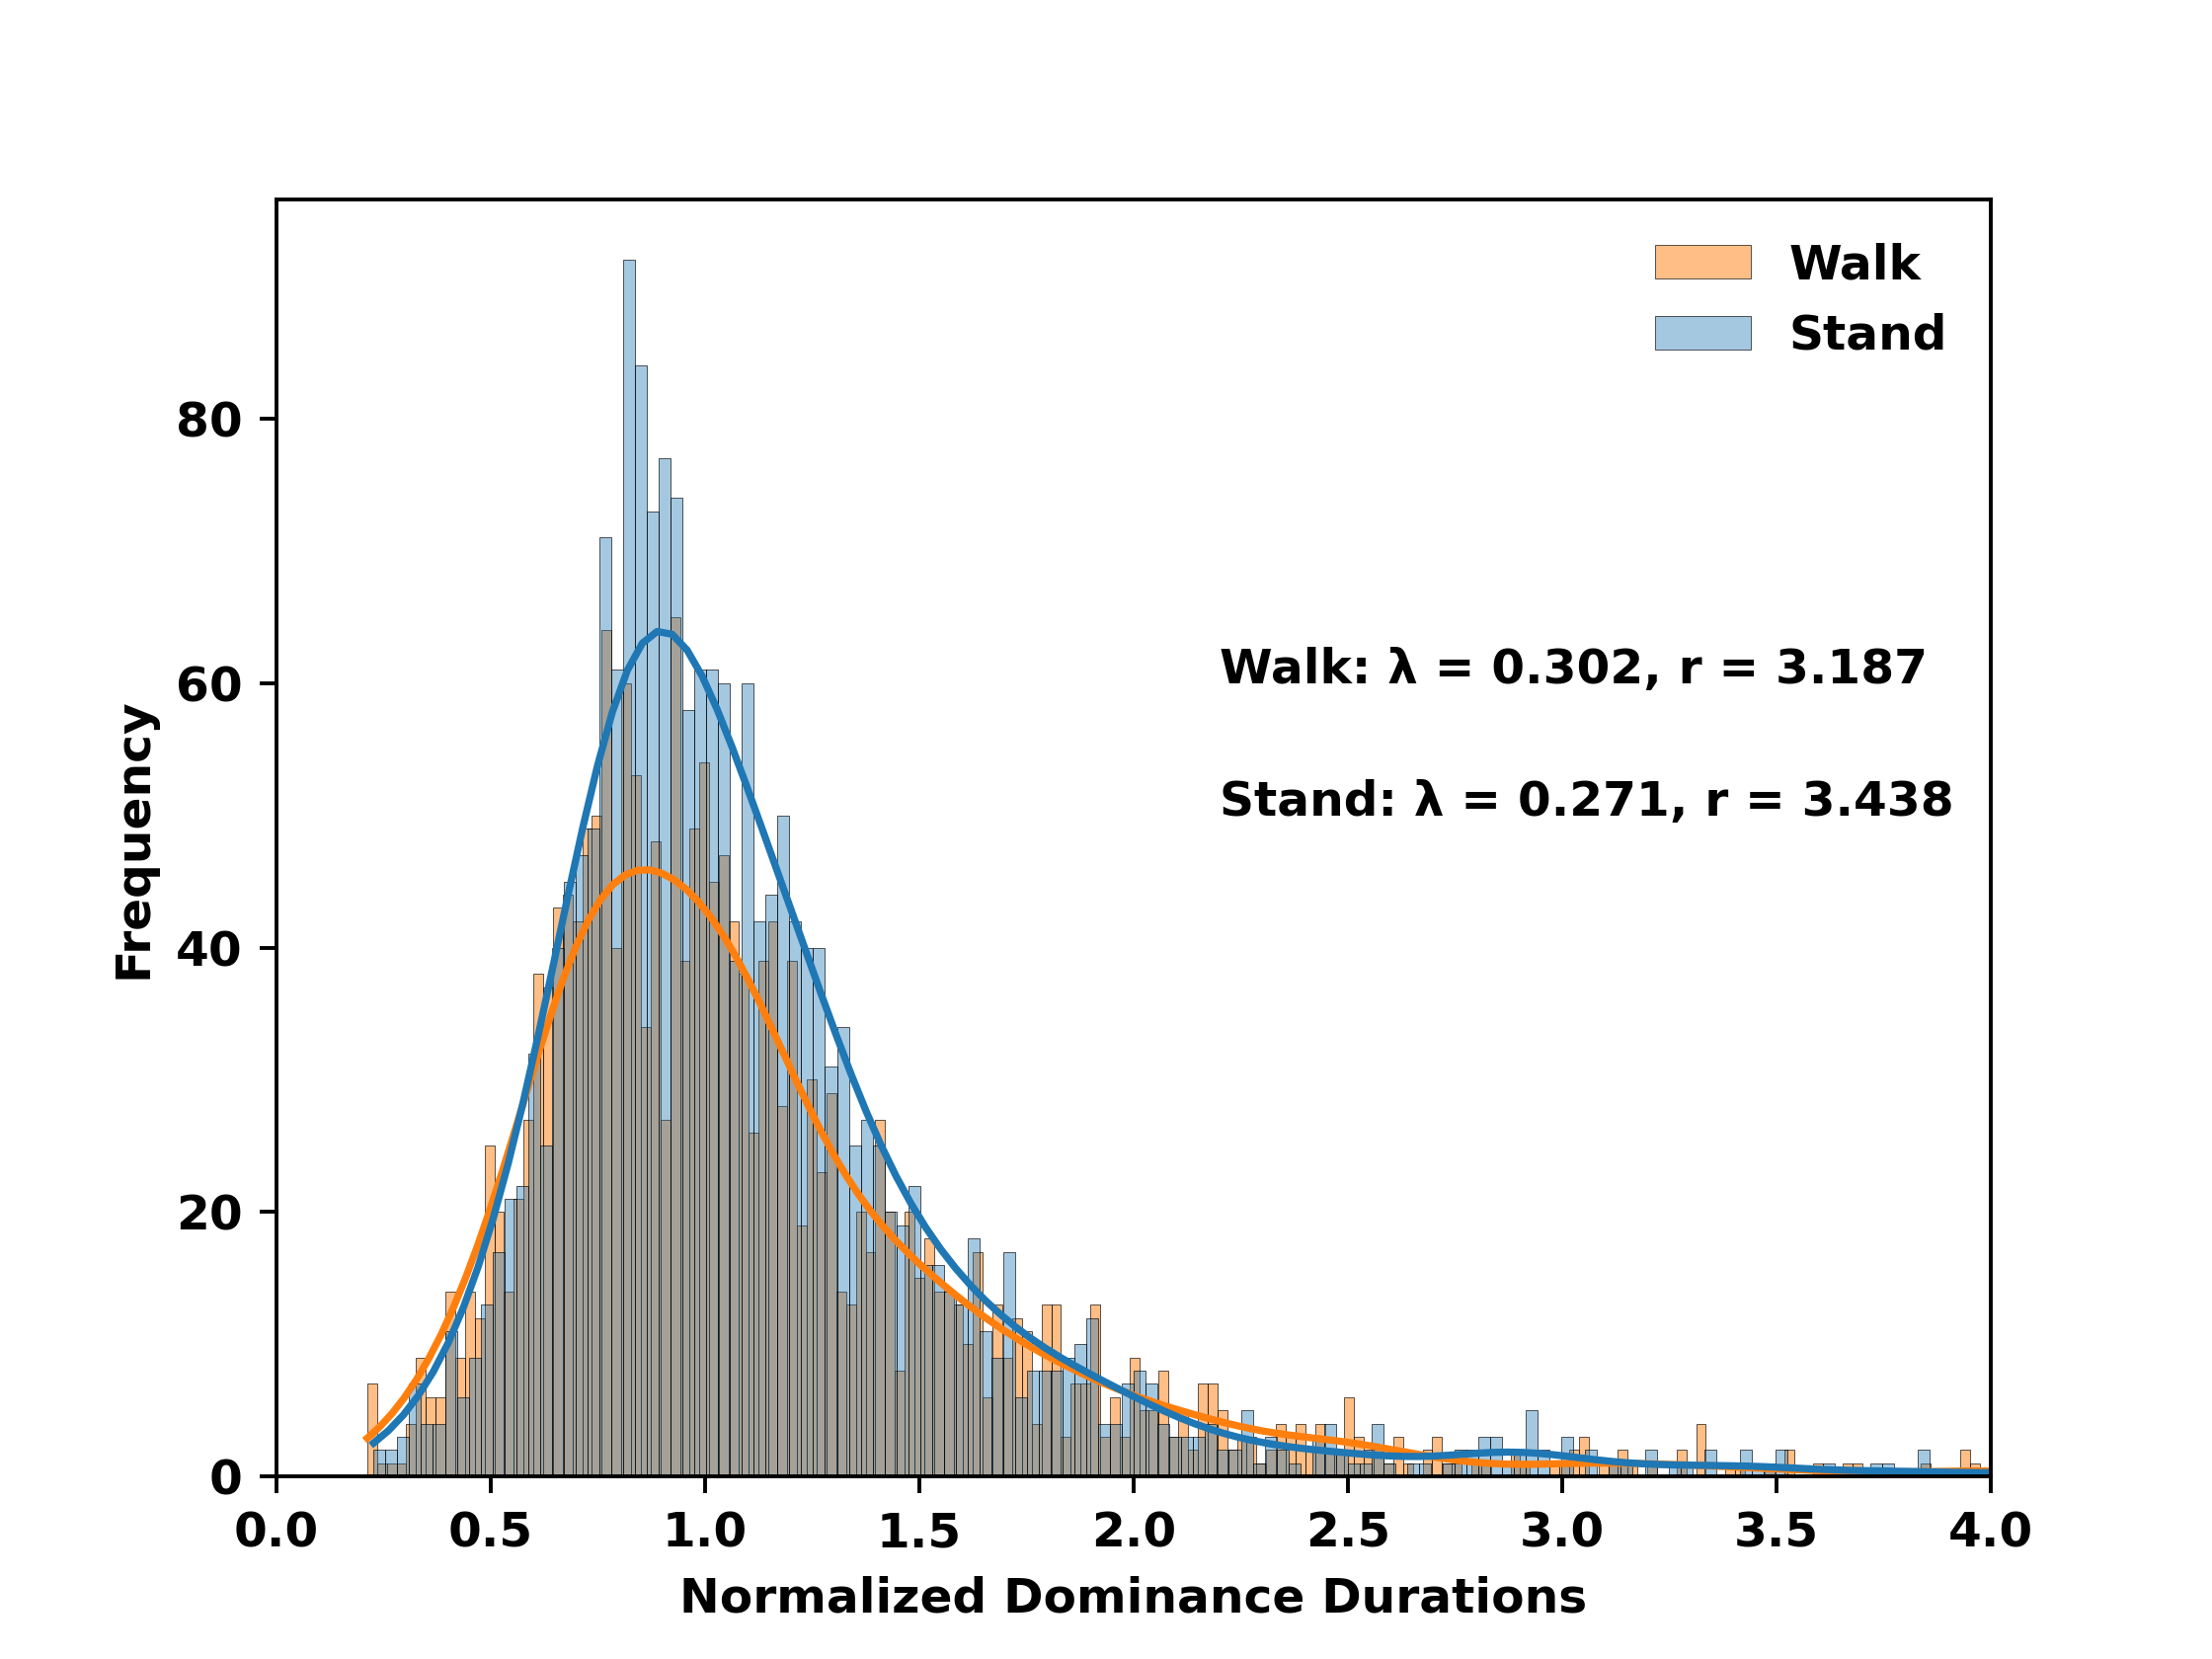 Walk
Stand
80
60
40
20
0
Frequency
Walk: λ = 0.302, r = 3.187
Stand: λ = 0.271, r = 3.438
0.0 0.5 1.0 1.5 2.0 2.5 3.0 3.5 4.0
Normalized Dominance Durations